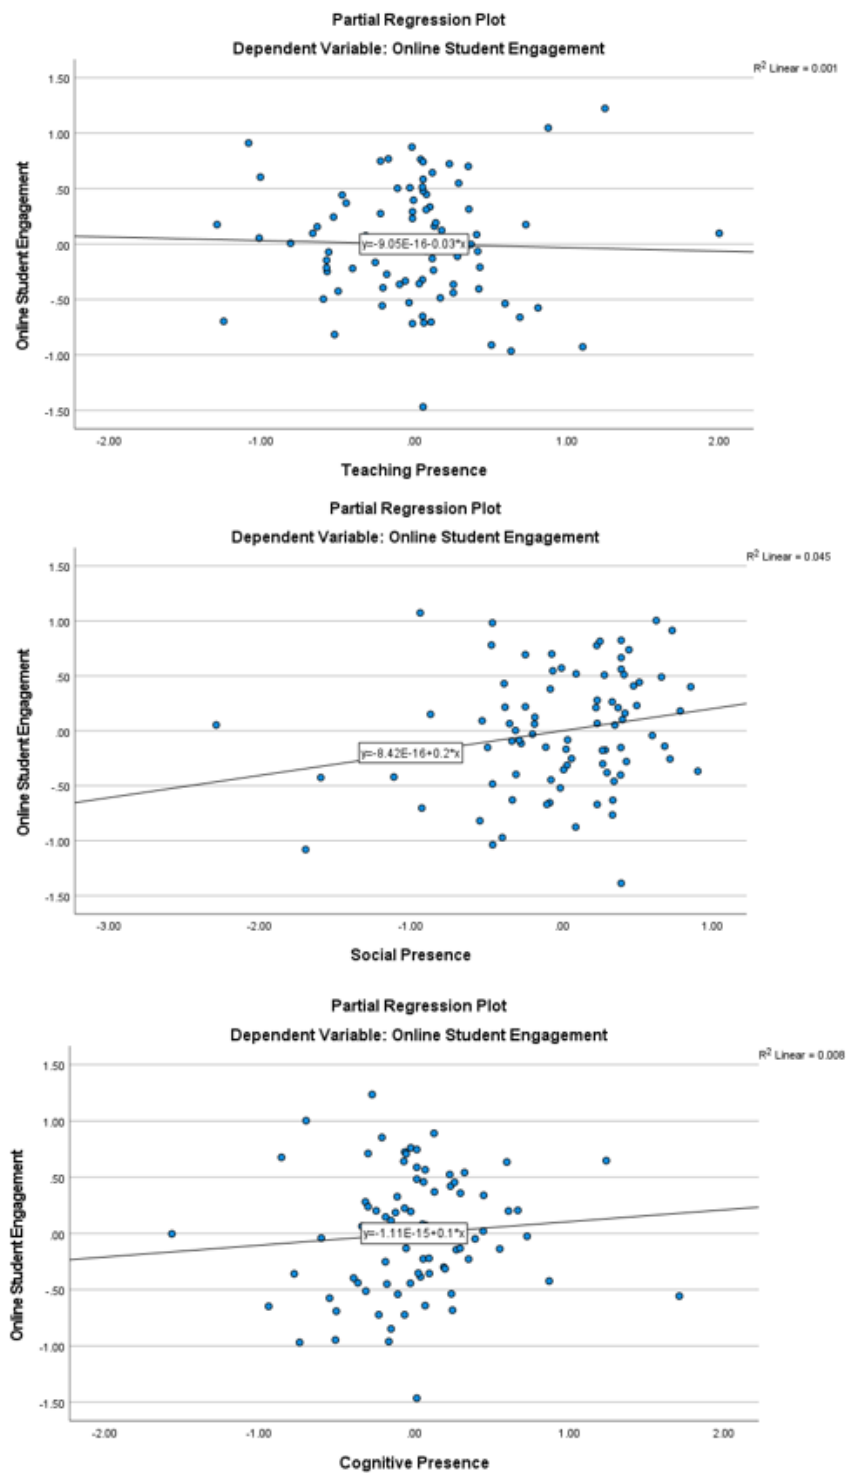 Partial Regression Plot
Dependent Variable: Online Student Engagement
R2 Linear = 0.001
1.50
1.00
.50
.00
-.50
-1.00
-1.50
Online Student Engagement
y=-9.05E-16-0.03*x
-2.00 -1.00 .00 1.00 2.00
Teaching Presence
Partial Regression Plot
Dependent Variable: Online Student Engagement
R2 Linear = 0.045
1.50
1.00
.50
.00
-.50
-1.00
-1.50
Online Student Engagement
y=-8.42E-16+0.2*x
-3.00 -2.00 -1.00 .00 1.00
Social Presence
Partial Regression Plot
Dependent Variable: Online Student Engagement
R2 Linear = 0.008
1.50
1.00
.50
.00
-.50
-1.00
-1.50
Online Student Engagement
y=-1.11E-15+0.1*x
-2.00 -1.00 .00 1.00 2.00
Cognitive Presence